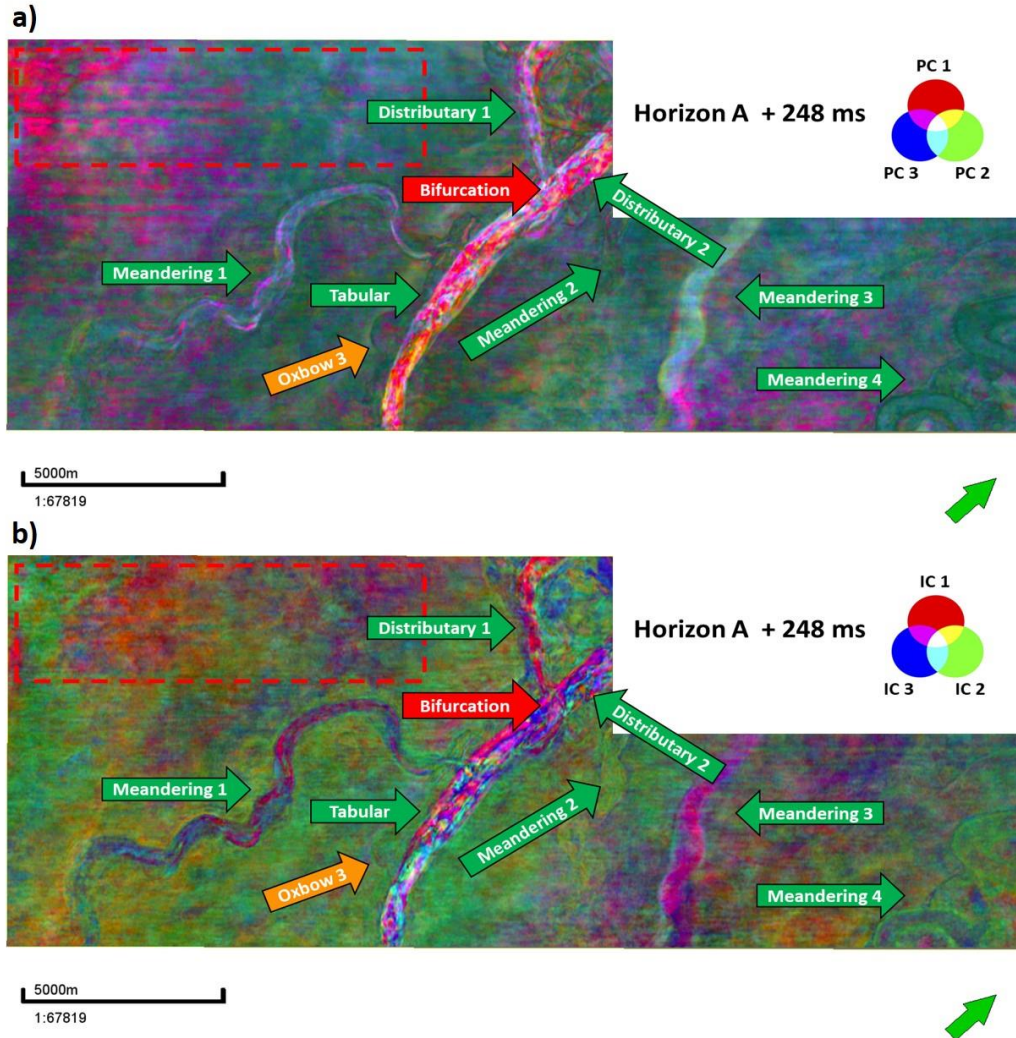 a)
PC 1
Distributary 1
Horizon A + 248 ms
PC 3
PC 2
Bifurcation
Distributary 2
Meandering 1
Tabular
Meandering 2
Meandering 3
Oxbow 3
Meandering 4
5000m
1:67819
b)
IC 1
Distributary 1
Horizon A + 248 ms
IC 3
IC 2
Bifurcation
Distributary 2
Meandering 1
Tabular
Meandering 2
Meandering 3
Oxbow 3
Meandering 4
5000m
1:67819